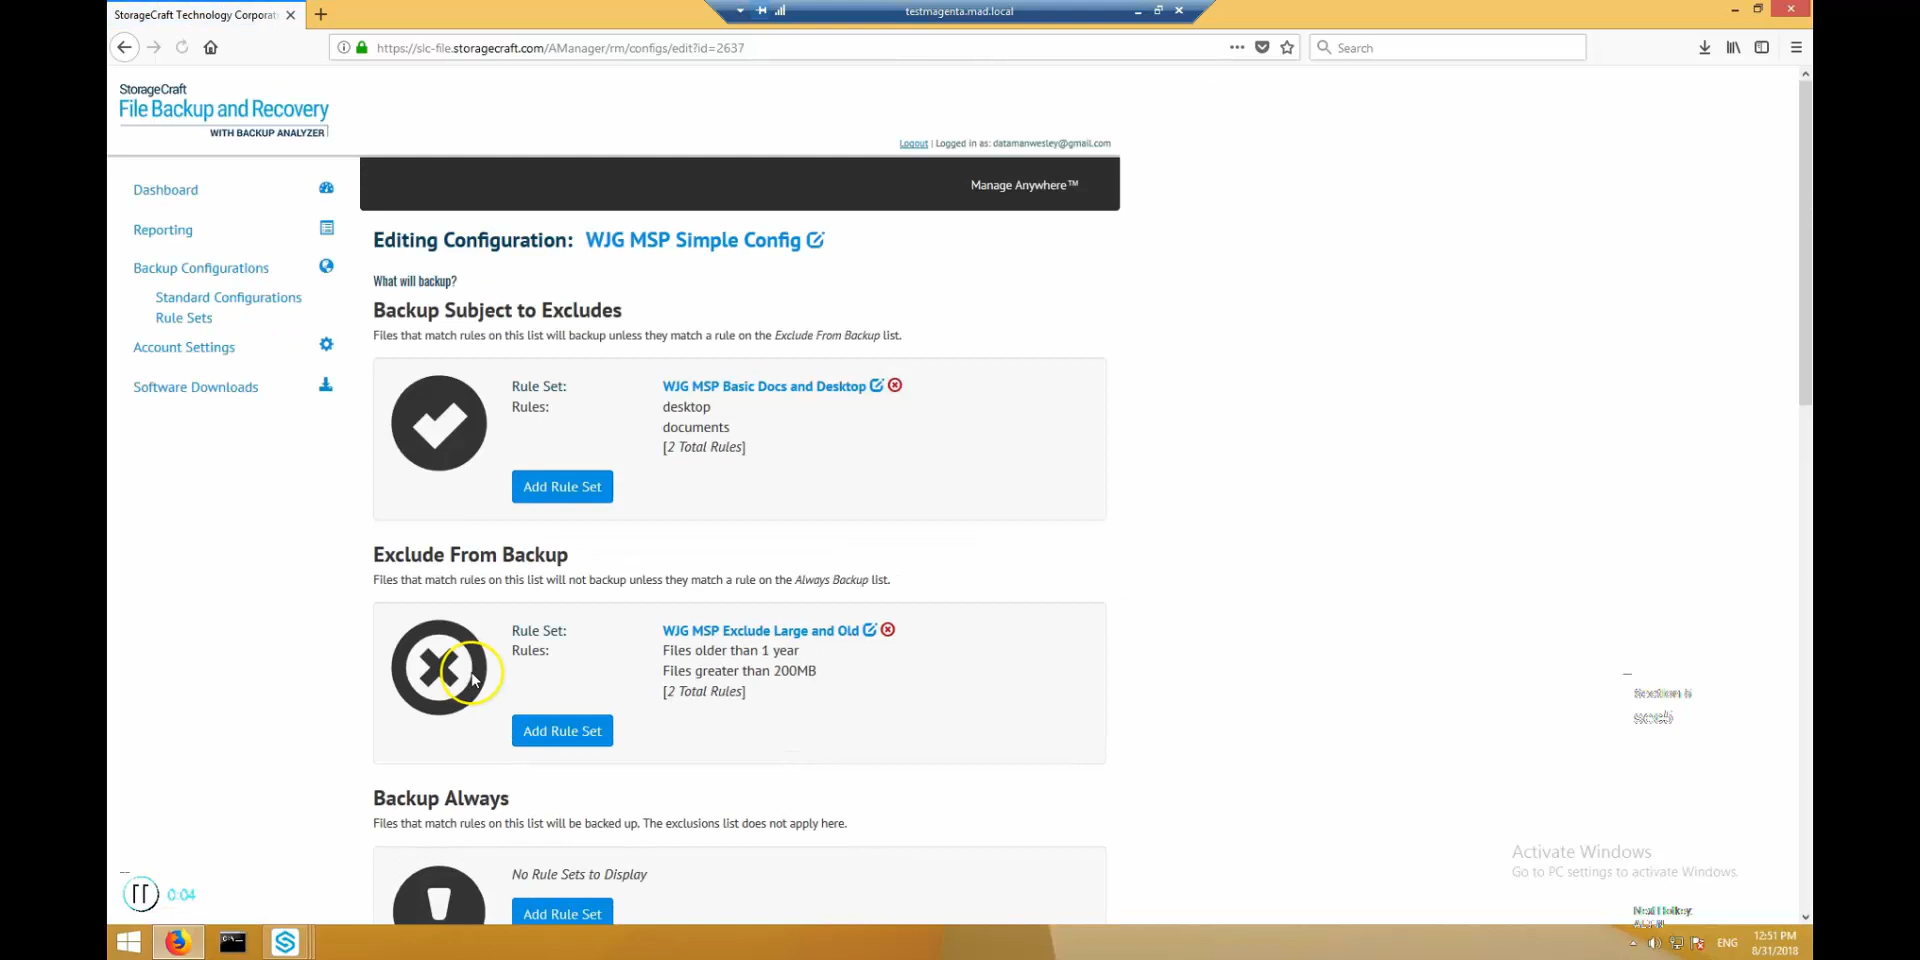 StorageCraft Technology Corporat
testmagenta.mad.local
https://slc-file.storagecraft.com/AManager/rm/configs/edit?id=2637
Search
StorageCraft
File Backup and Recovery
WITH BACKUP ANALYZER
Logout | Logged in as: datamanwesley@gmail.com
Manage Anywhere™
Dashboard
Reporting
Backup Configurations
Standard Configurations
Rule Sets
Account Settings
Software Downloads
Editing Configuration: WJG MSP Simple Config
What will backup?
Backup Subject to Excludes
Files that match rules on this list will backup unless they match a rule on the Exclude From Backup list.
Rule Set: WJG MSP Basic Docs and Desktop
Rules: desktop
documents
[2 Total Rules]
Add Rule Set
Exclude From Backup
Files that match rules on this list will not backup unless they match a rule on the Always Backup list.
Rule Set: WJG MSP Exclude Large and Old
Rules: Files older than 1 year
Files greater than 200MB
[2 Total Rules]
Add Rule Set
Backup Always
Files that match rules on this list will be backed up. The exclusions list does not apply here.
No Rule Sets to Display
Add Rule Set
Activate Windows
Go to PC settings to activate Windows.
0:04
ENG
12:51 PM
8/31/2018